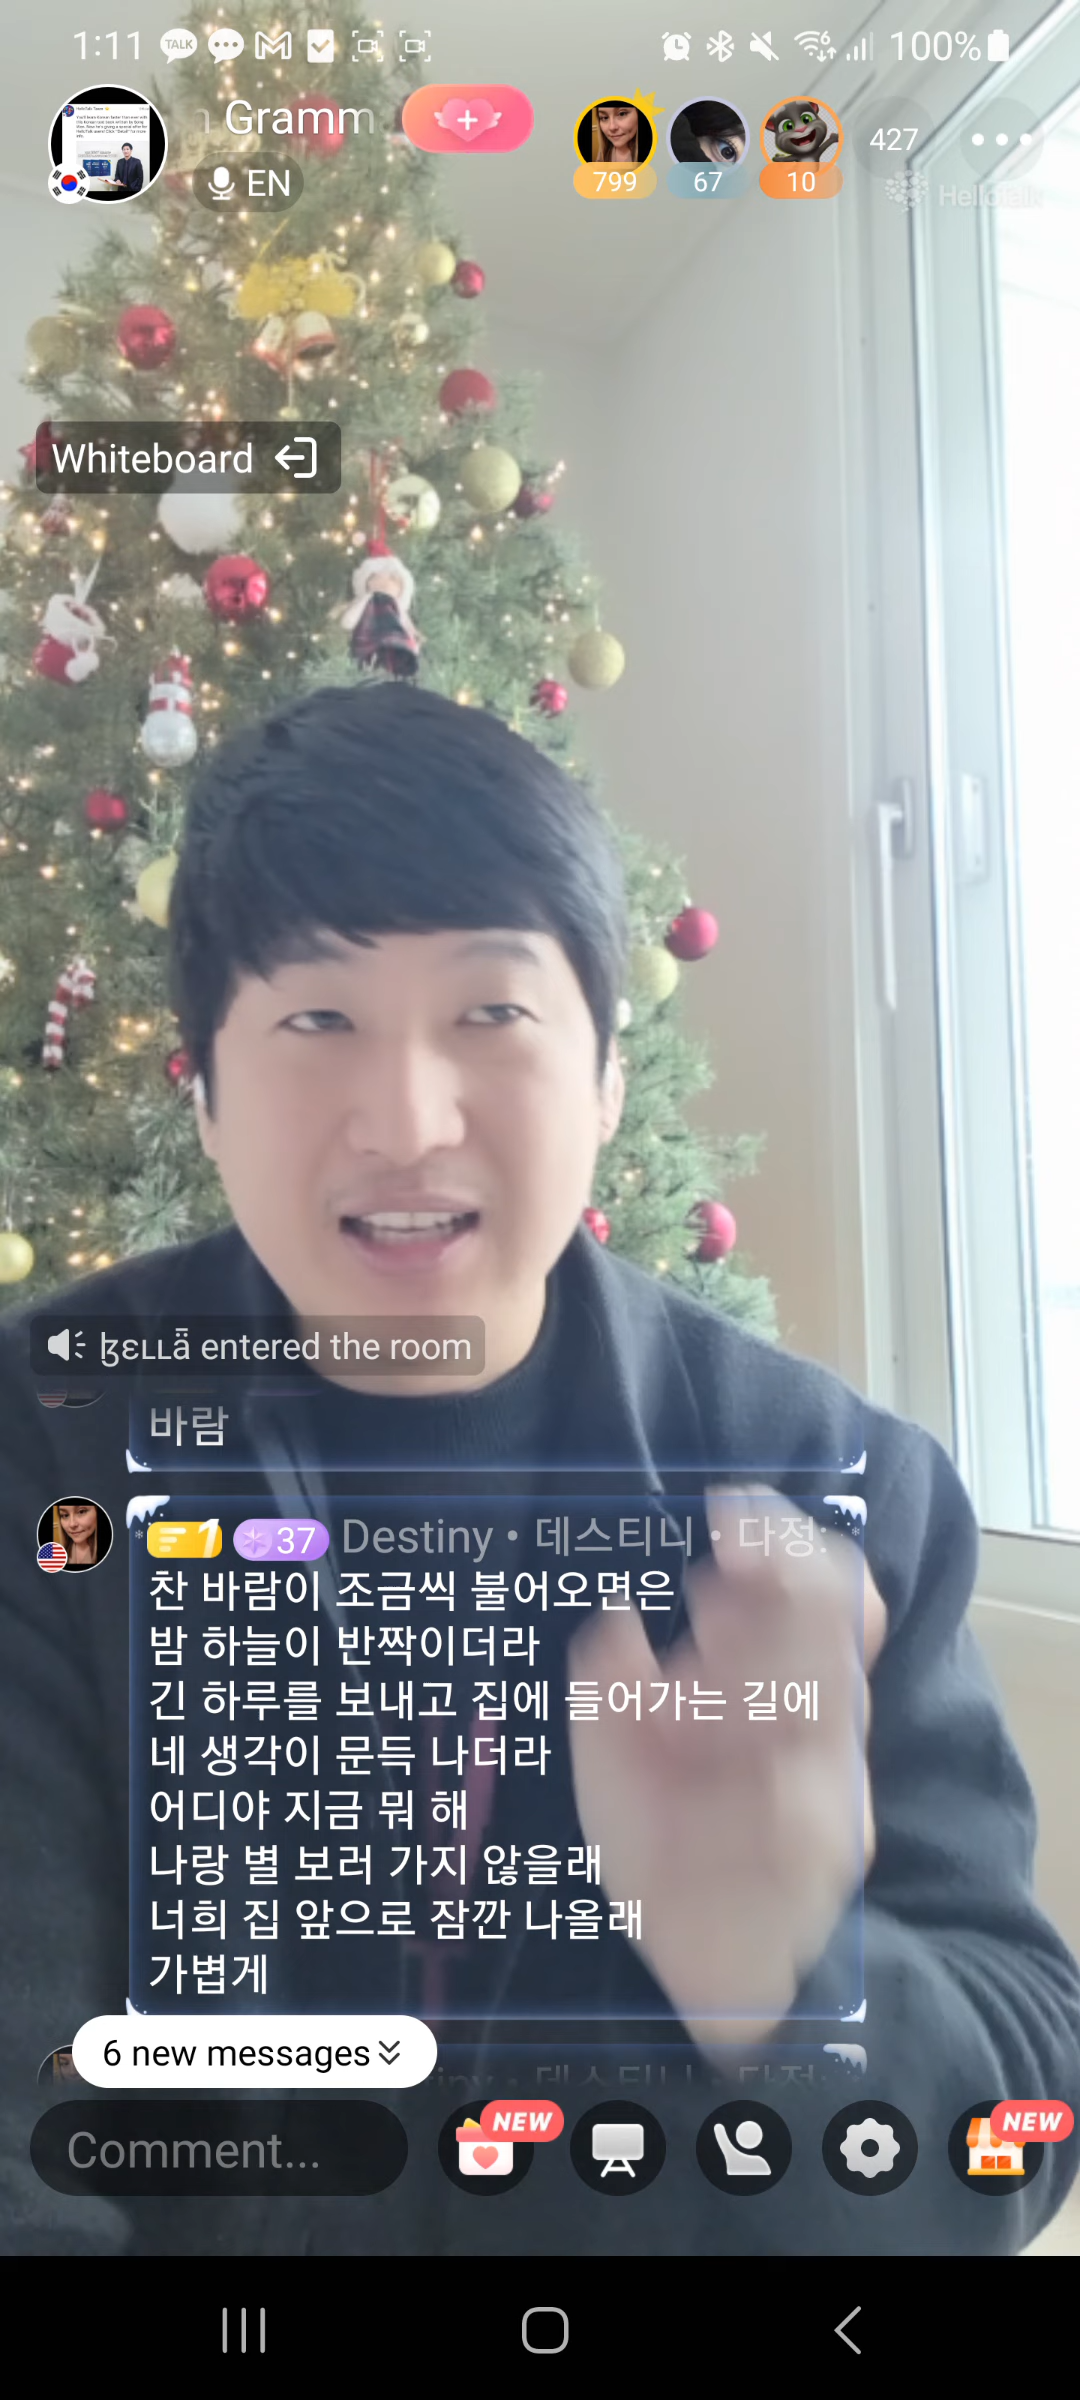 1:11 TALK 100%
Gramm
EN
799 67 10 427
HelloTalk
Whiteboard
entered the room
바람
1 37 Destiny • 데스티니 • 다정:
찬 바람이 조금씩 불어오면은
밤 하늘이 반짝이더라
긴 하루를 보내고 집에 들어가는 길에
네 생각이 문득 나더라
어디야 지금 뭐 해
나랑 별 보러 가지 않을래
너희 집 앞으로 잠깐 나올래
가볍게
6 new messages
Comment...
NEW
NEW